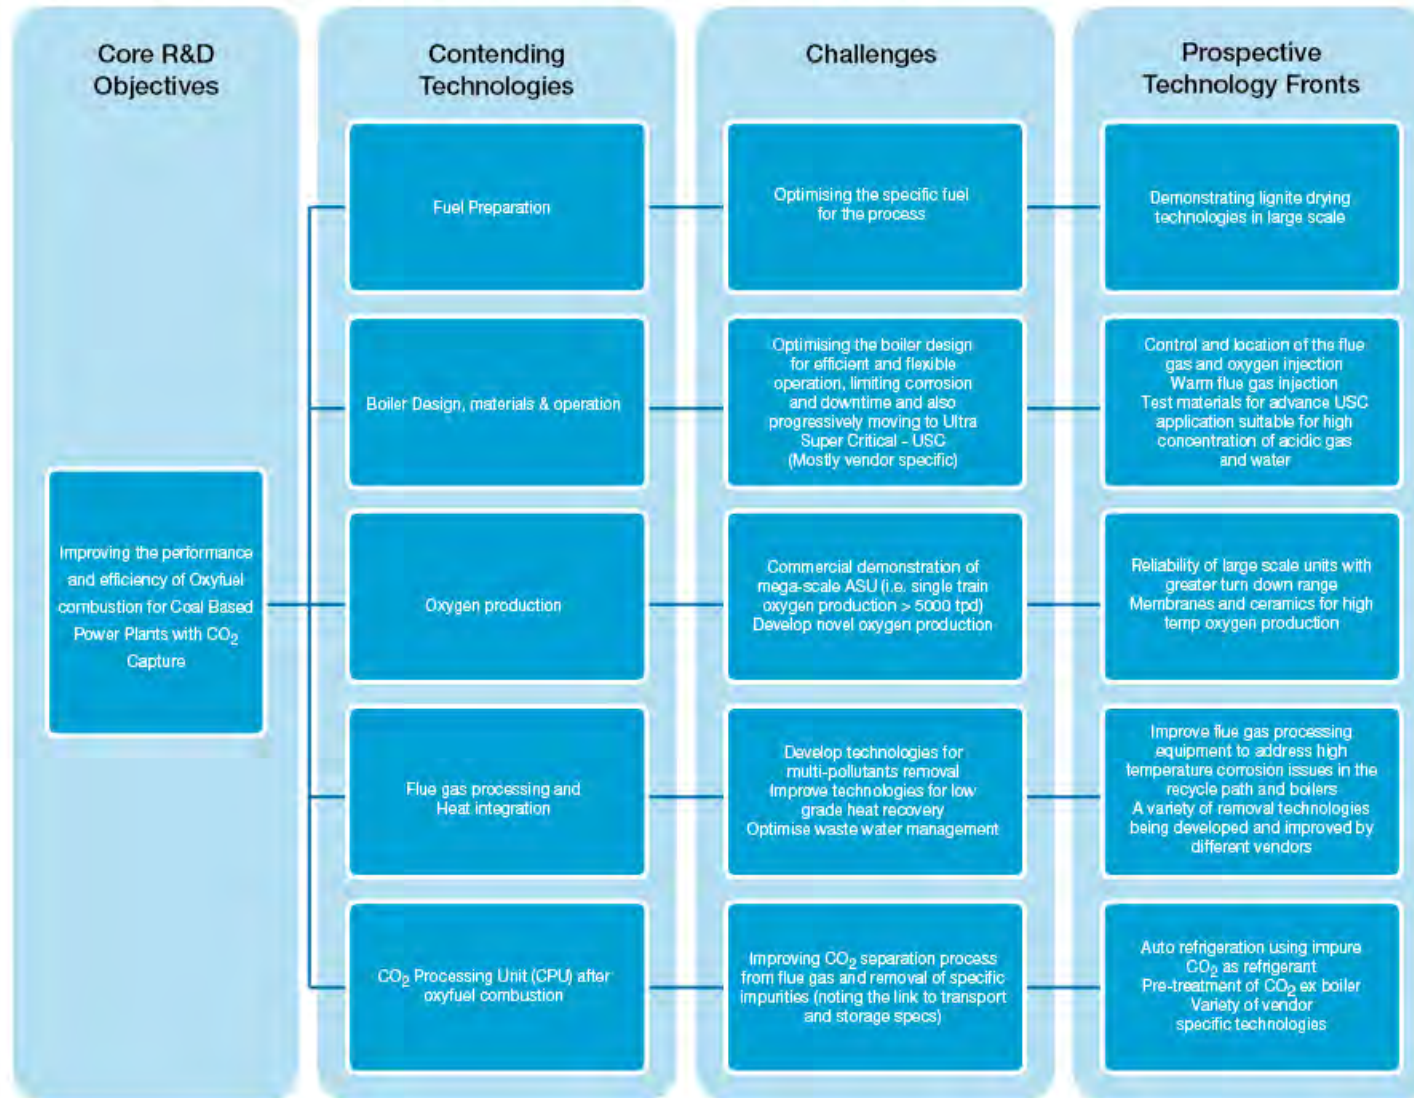 Core R&D
Objectives
Contending
Technologies
Challenges
Prospective
Technology Fronts
Improving the performance
and efficiency of Oxyfuel
combustion for Coal Based
Power Plants with CO2
Capture
Fuel Preparation
Optimising the specific fuel
for the process
Demonstrating lignite drying
technologies in large scale
Boiler Design, materials & operation
Optimising the boiler design
for efficient and flexible
operation, limiting corrosion
and downtime and also
progressively moving to Ultra
Super Critical - USC
(Mostly vendor specific)
Control and location of the flue
gas and oxygen injection
Warm flue gas injection
Test materials for advance USC
application suitable for high
concentration of acidic gas
and water
Oxygen production
Commercial demonstration of
mega-scale ASU (i.e. single train
oxygen production > 5000 tpd)
Develop novel oxygen production
Reliability of large scale units with
greater turn down range
Membranes and ceramics for high
temp oxygen production
Flue gas processing and
Heat integration
Develop technologies for
multi-pollutants removal
Improve technologies for low
grade heat recovery
Optimise waste water management
Improve flue gas processing
equipment to address high
temperature corrosion issues in the
recycle path and boilers
A variety of removal technologies
being developed and improved by
different vendors
CO2 Processing Unit (CPU) after
oxyfuel combustion
Improving CO2 separation process
from flue gas and removal of specific
impurities (noting the link to transport
and storage specs)
Auto refrigeration using impure
CO2 as refrigerant
Pre-treatment of CO2 ex boiler
Variety of vendor
specific technologies